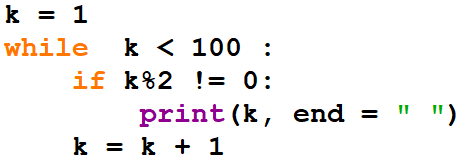 k = 1
while  k < 100 :
    if k%2 != 0:
        print(k, end = " ")
    k = k + 1